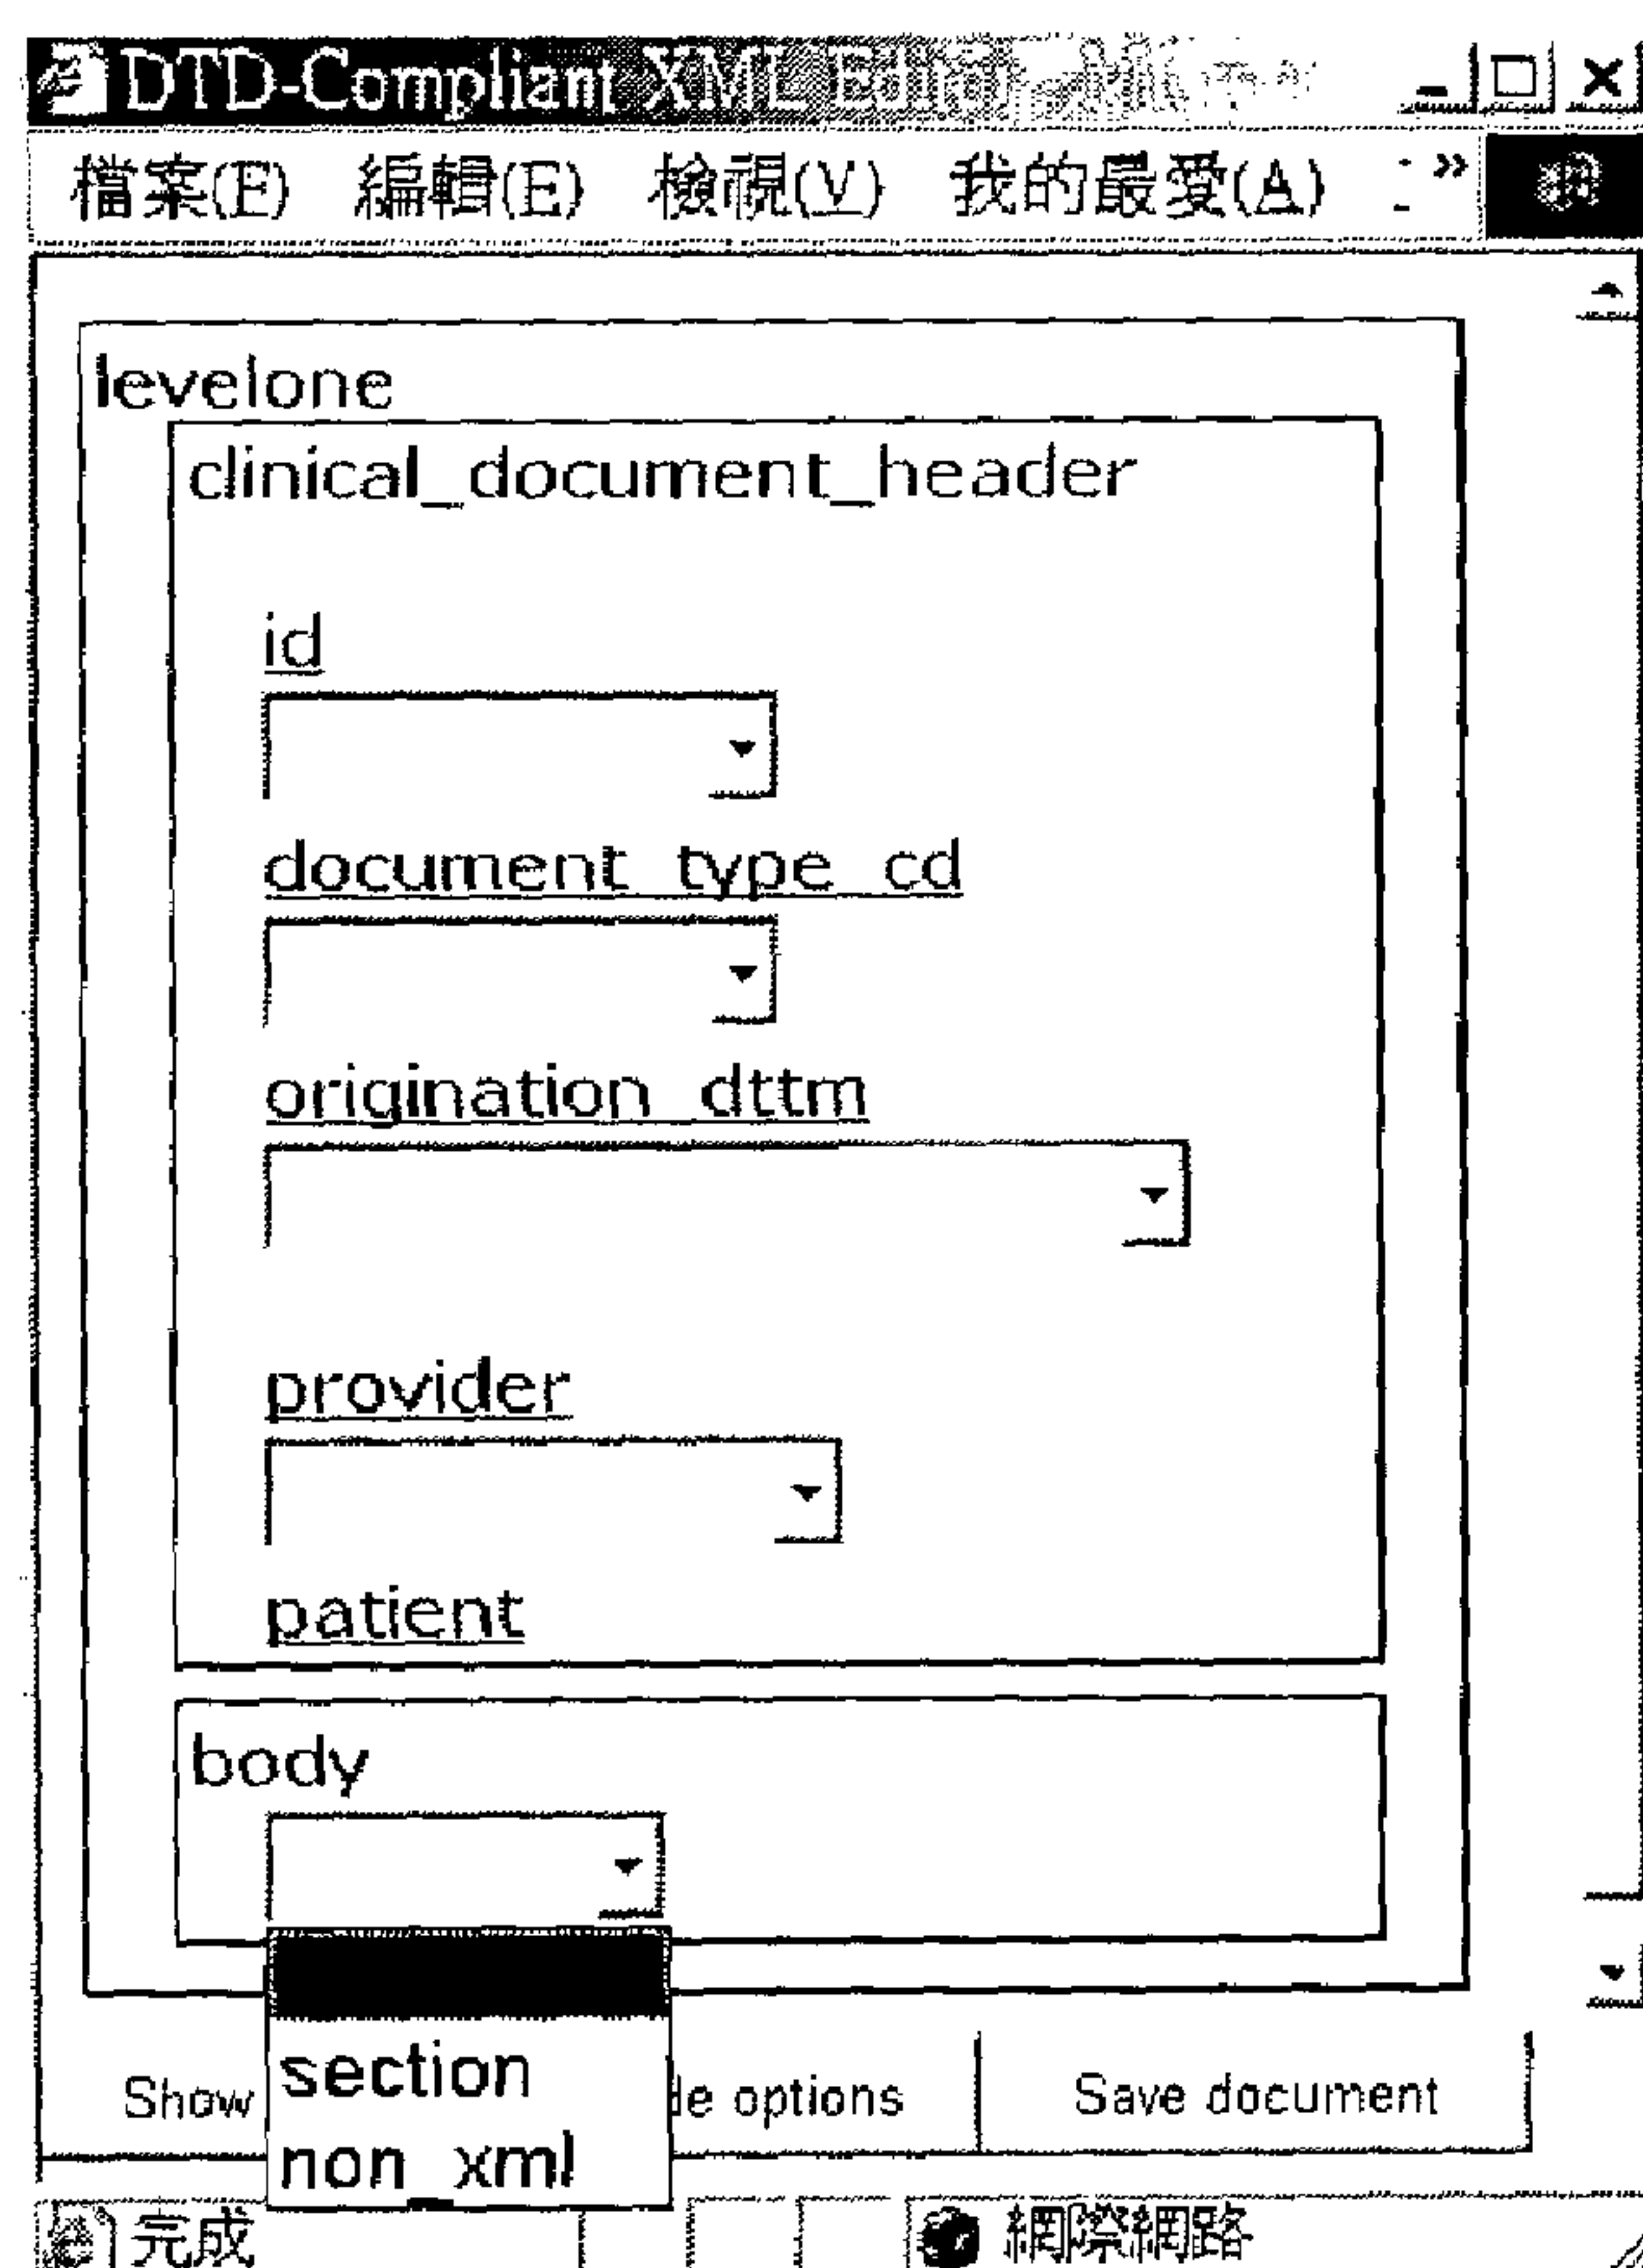 DTD-Compliant XML Editor
檔案(F) 編輯(E) 檢視(V) 我的最愛(A) »
levelone
clinical_document_header
id
document_type_cd
origination_dttm
provider
patient
body
section
non_xml
Show de options Save document
完成 網際網路